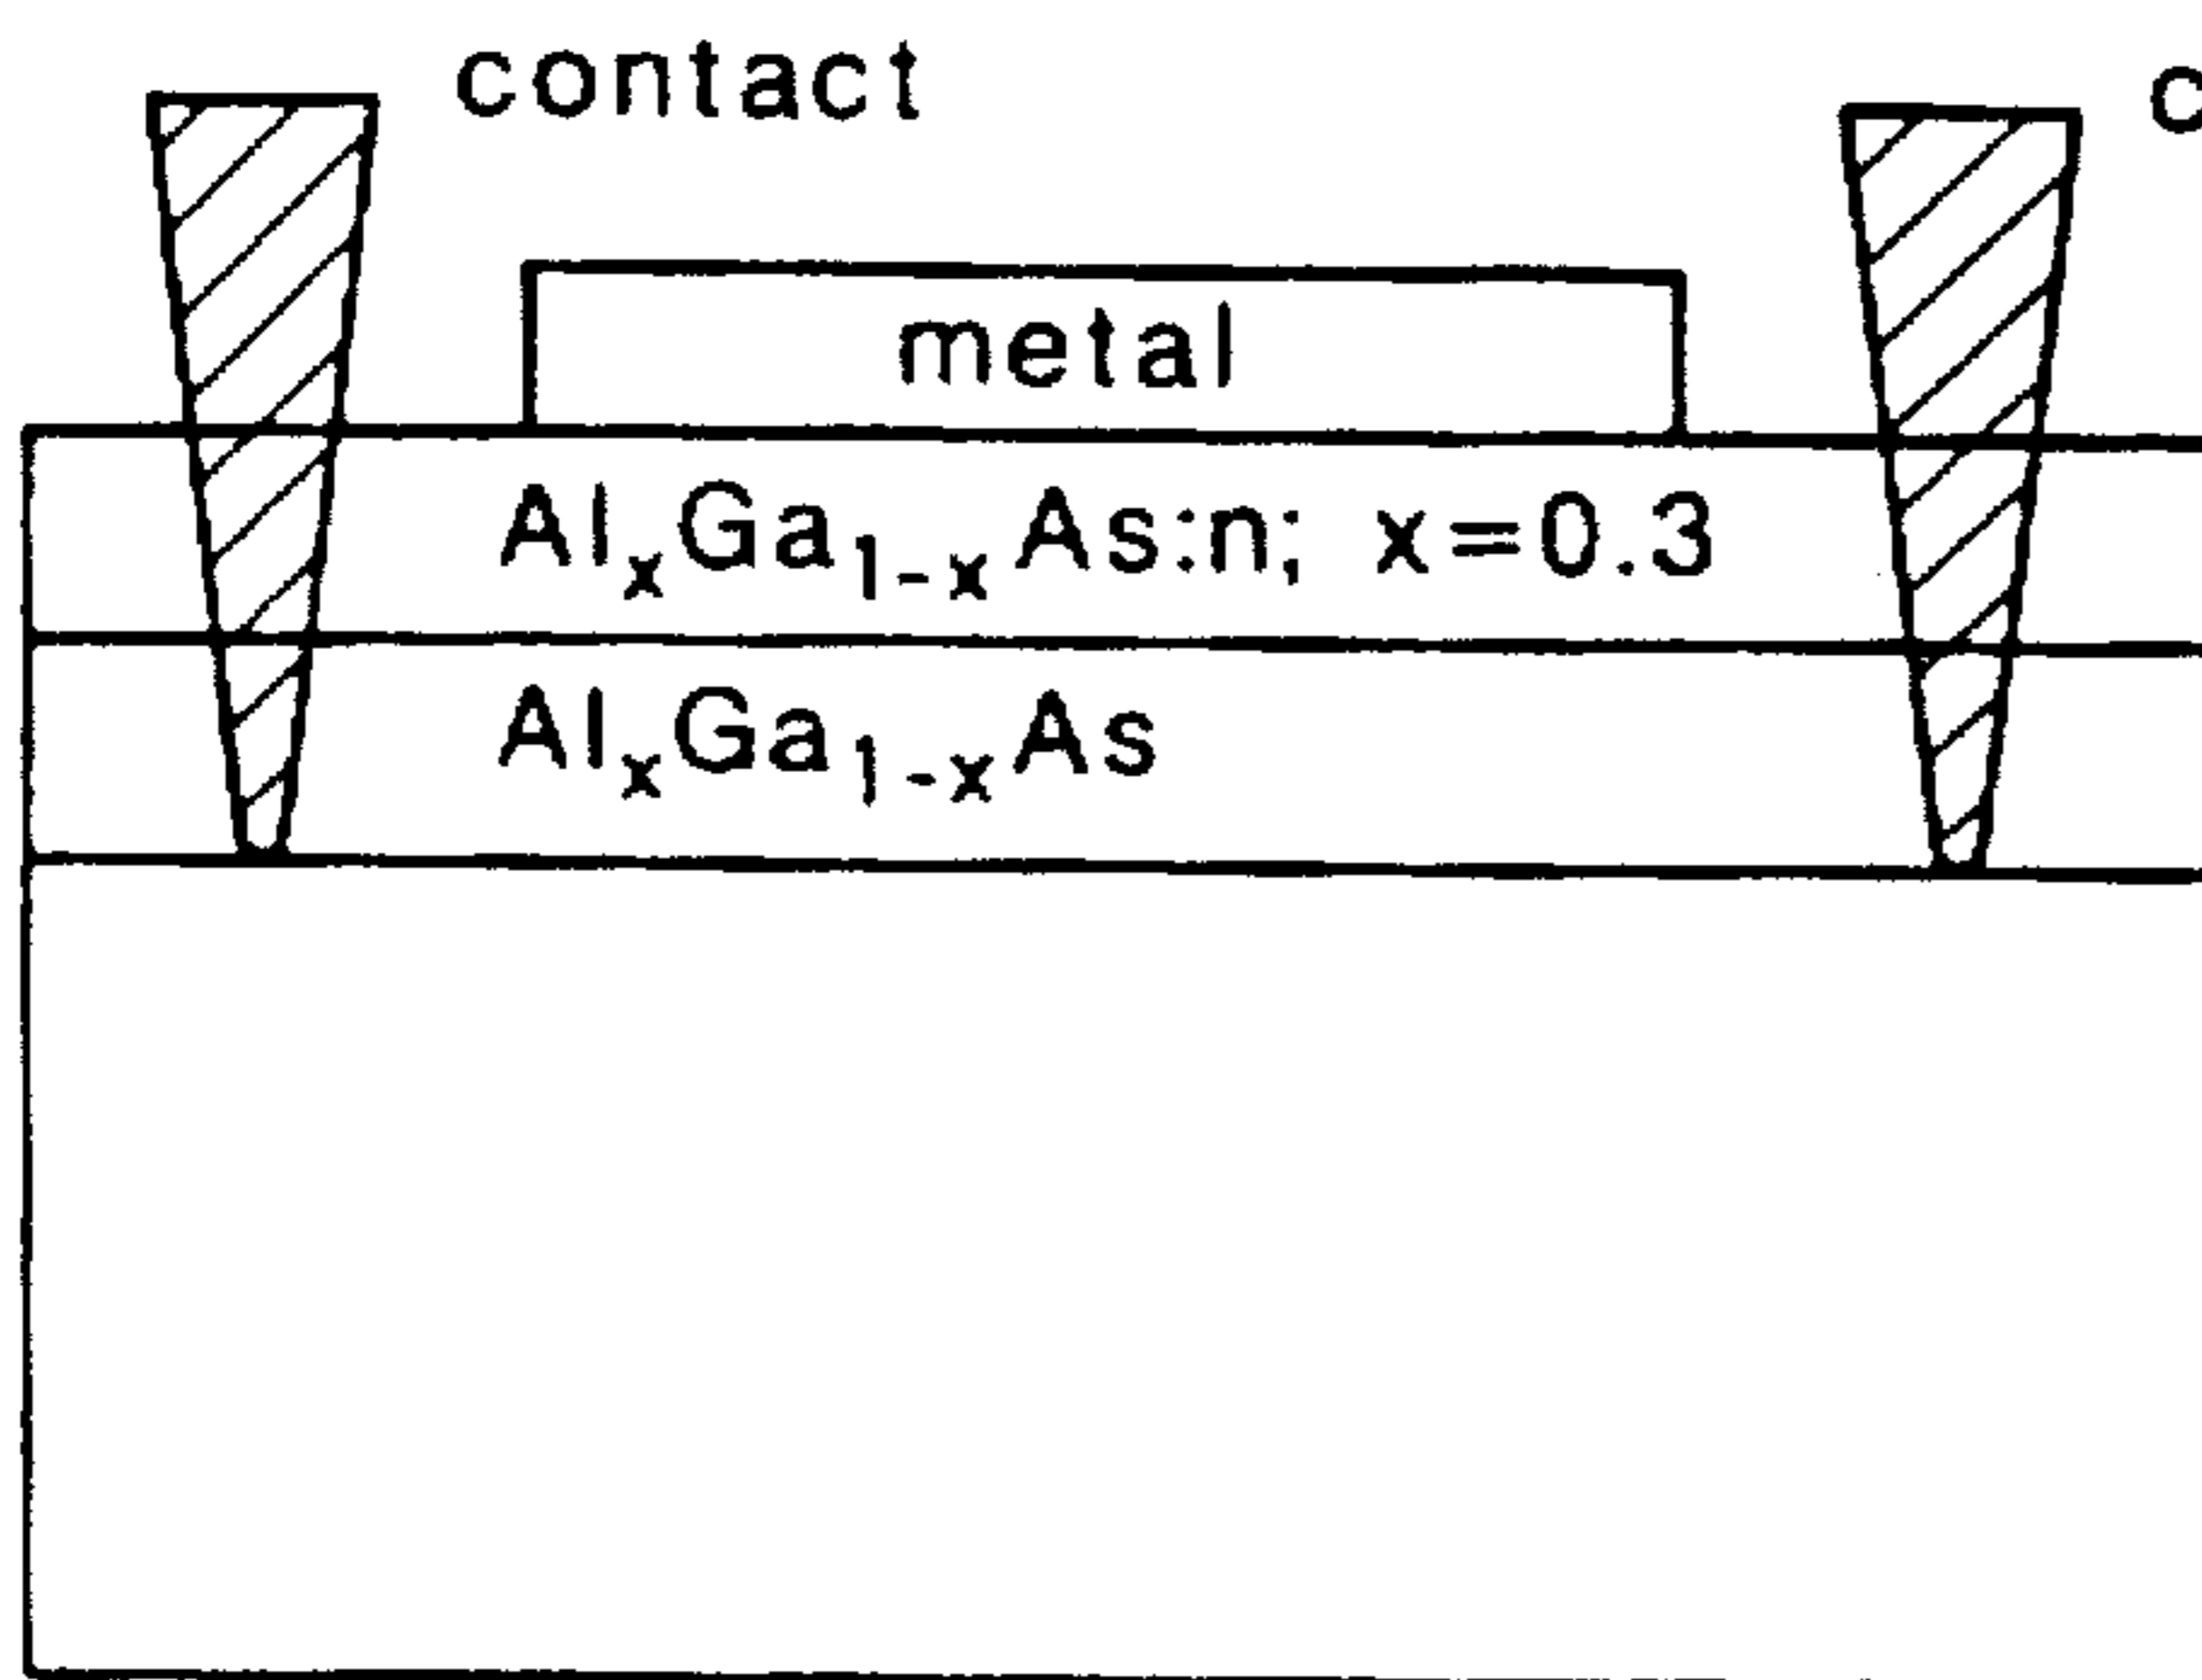 contact
metal
AlₓGa₁₋ₓAs:n; x=0.3
AlₓGa₁₋ₓAs